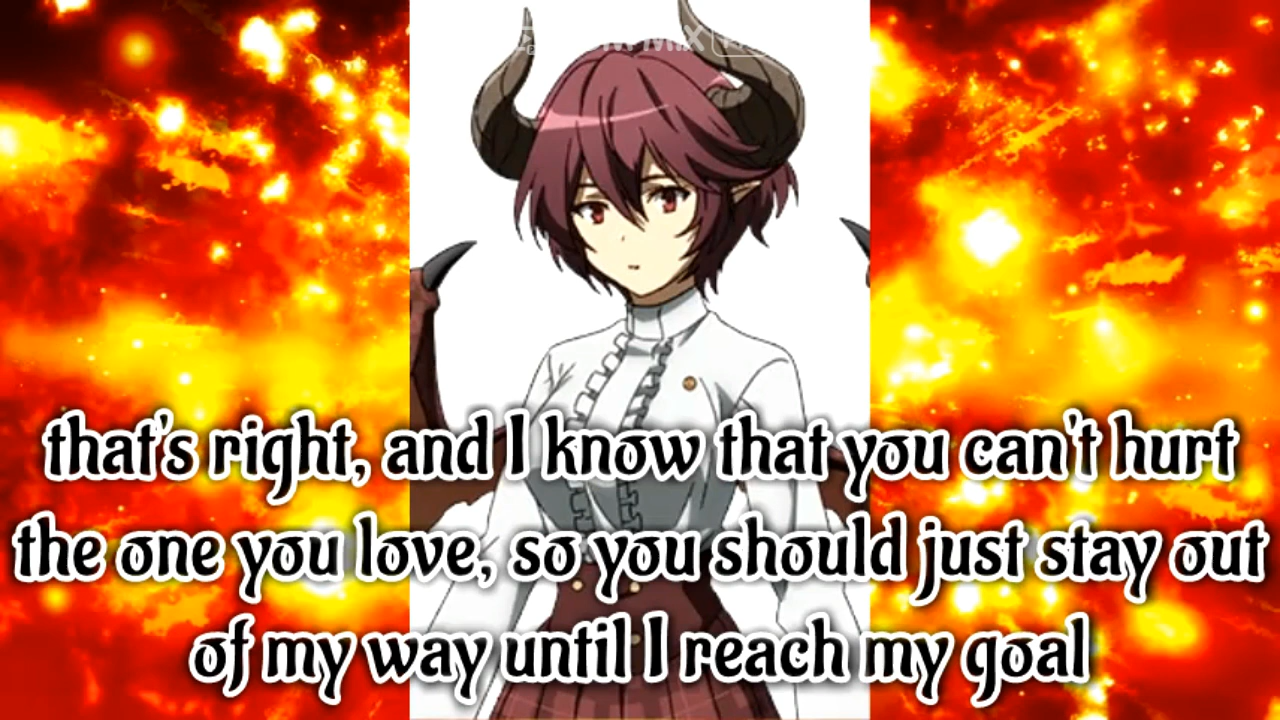 that's right, and I know that you can't hurt
the one you love, so you should just stay out
of my way until I reach my goal